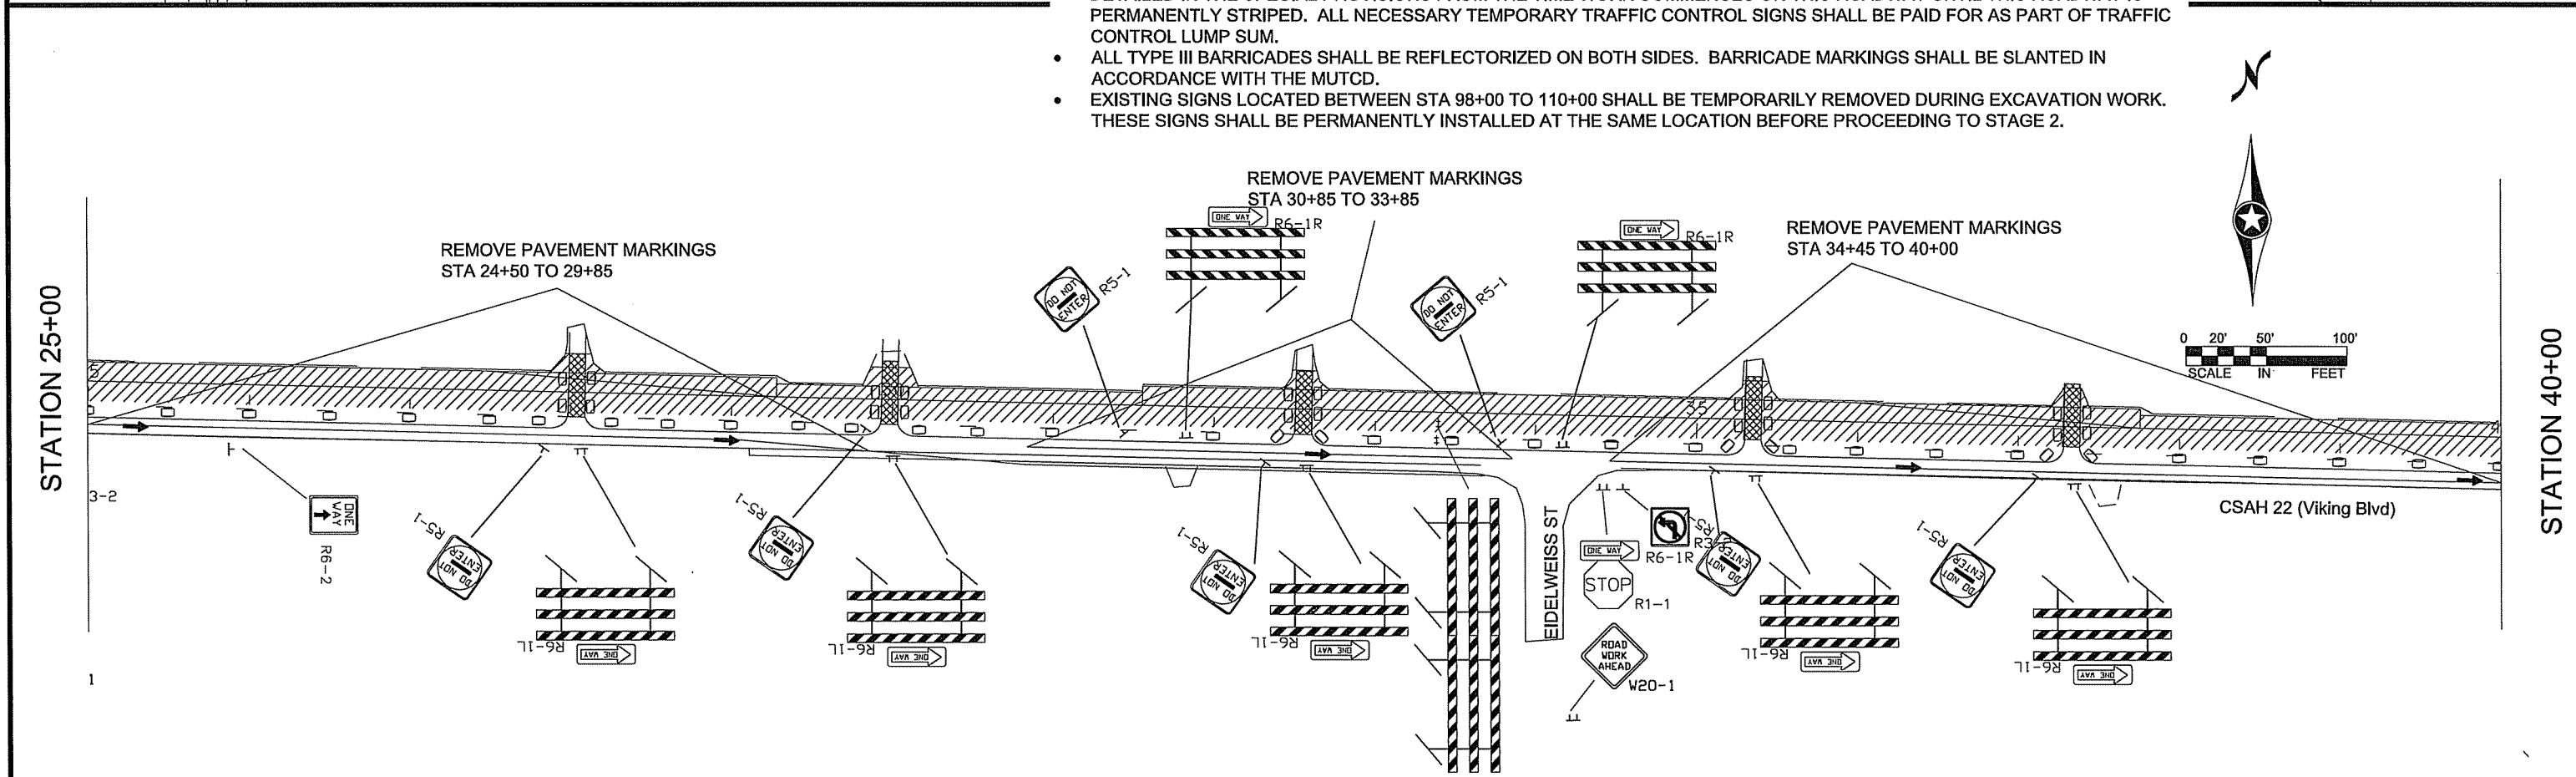 PERMANENTLY STRIPED. ALL NECESSARY TEMPORARY TRAFFIC CONTROL SIGNS SHALL BE PAID FOR AS PART OF TRAFFIC
CONTROL LUMP SUM.
• ALL TYPE III BARRICADES SHALL BE REFLECTORIZED ON BOTH SIDES. BARRICADE MARKINGS SHALL BE SLANTED IN
ACCORDANCE WITH THE MUTCD.
• EXISTING SIGNS LOCATED BETWEEN STA 98+00 TO 110+00 SHALL BE TEMPORARILY REMOVED DURING EXCAVATION WORK.
THESE SIGNS SHALL BE PERMANENTLY INSTALLED AT THE SAME LOCATION BEFORE PROCEEDING TO STAGE 2.
N
REMOVE PAVEMENT MARKINGS
STA 30+85 TO 33+85
ONE WAY
R6-1R
ONE WAY
R6-1R
REMOVE PAVEMENT MARKINGS
STA 34+45 TO 40+00
REMOVE PAVEMENT MARKINGS
STA 24+50 TO 29+85
DO NOT
ENTER
R5-1
DO NOT
ENTER
R5-1
0 20' 50' 100'
SCALE IN FEET
STATION 25+00
STATION 40+00
5
35
3-2
ONE
WAY
R6-2
R5-1
DO NOT
ENTER
R5-1
DO NOT
ENTER
R5-1
DO NOT
ENTER
EIDELWEISS ST
ONE WAY
R6-1R
STOP
R1-1
ROAD
WORK
AHEAD
W20-1
DO NOT
ENTER
R5-1
DO NOT
ENTER
CSAH 22 (Viking Blvd)
R6-1L
ONE WAY
R6-1L
ONE WAY
R6-1L
ONE WAY
R6-1L
ONE WAY
R6-1L
ONE WAY
1